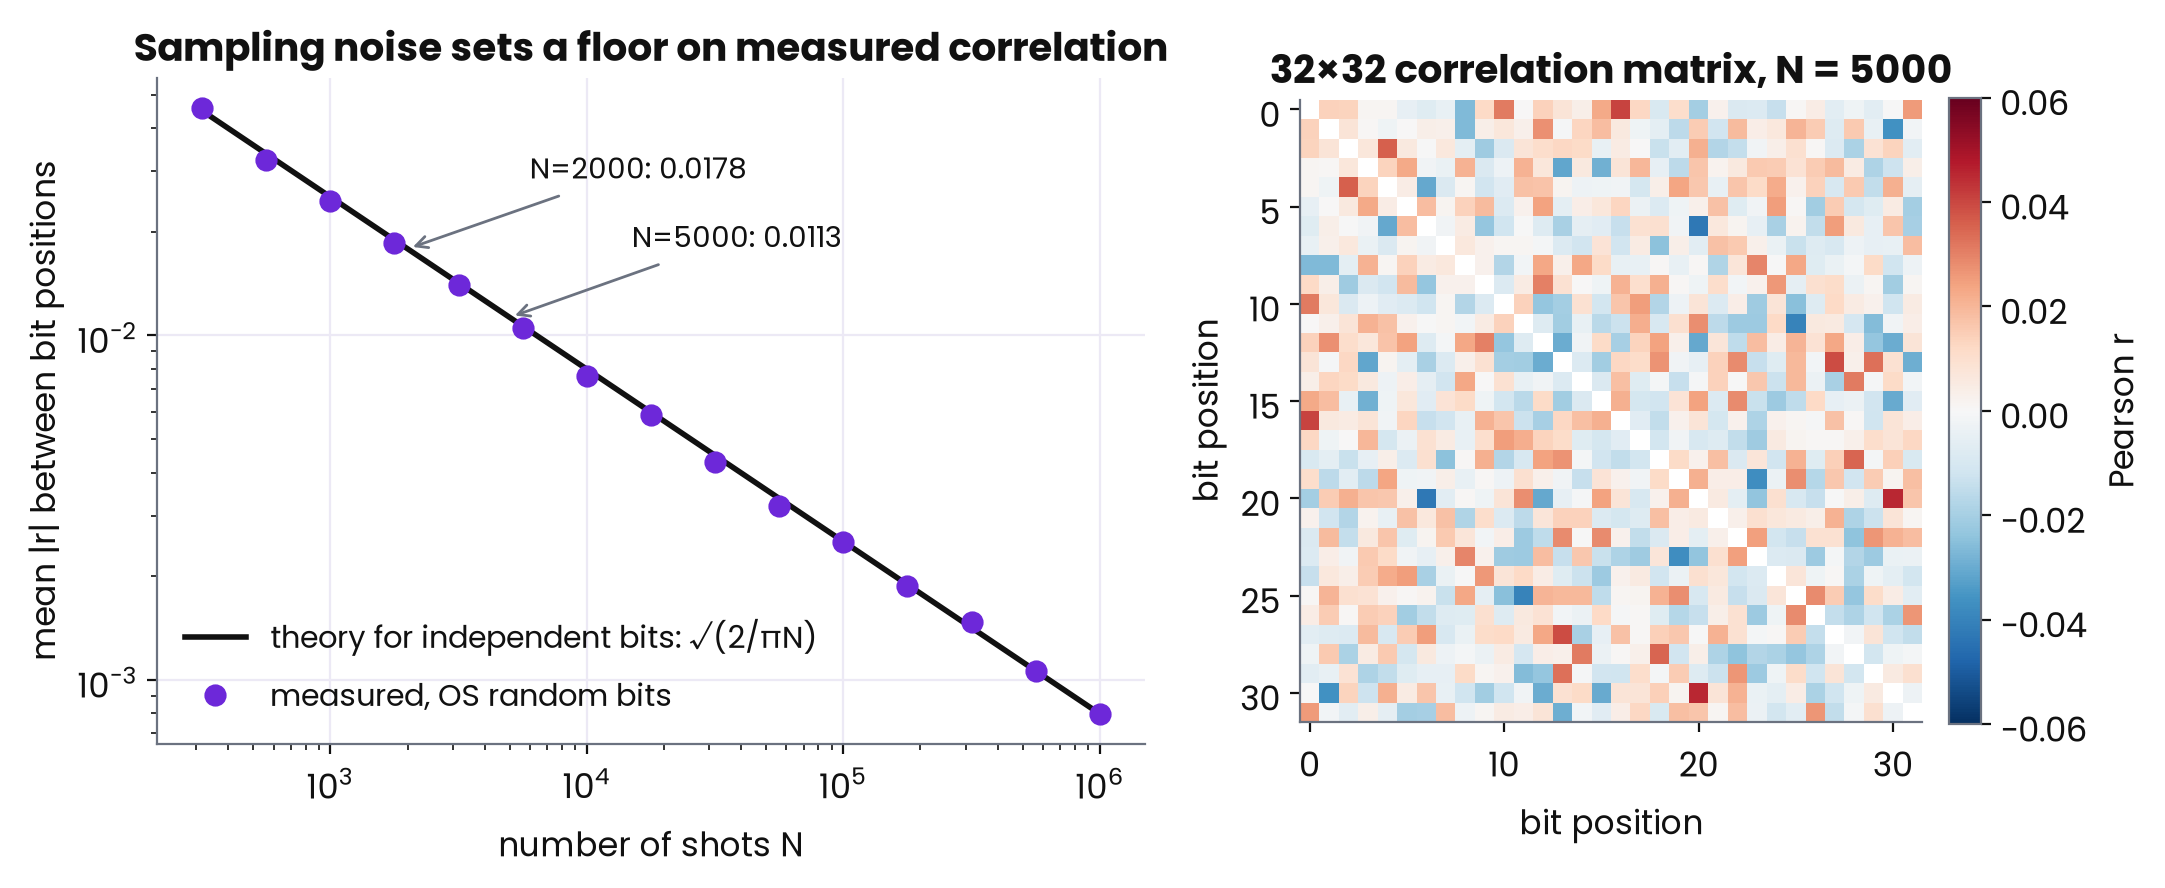 Sampling noise sets a floor on measured correlation
mean |r| between bit positions
10⁻²
10⁻³
N=2000: 0.0178
N=5000: 0.0113
theory for independent bits: √(2/πN)
measured, OS random bits
10³
10⁴
10⁵
10⁶
number of shots N
32×32 correlation matrix, N = 5000
bit position
0
5
10
15
20
25
30
0
10
20
30
bit position
0.06
0.04
0.02
0.00
−0.02
−0.04
−0.06
Pearson r